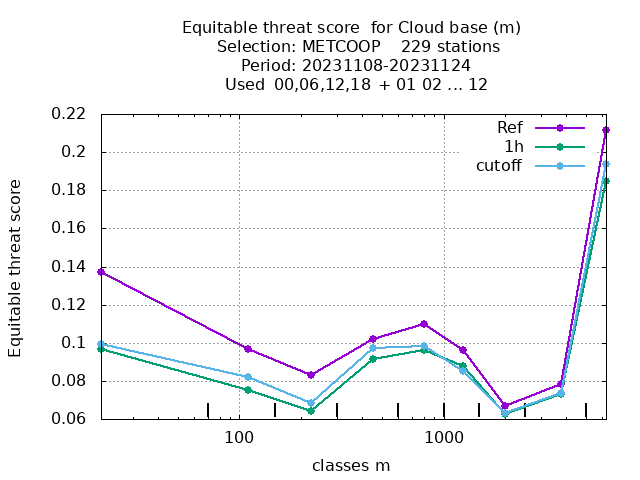 Equitable threat score  for Cloud base (m)
Selection: METCOOP    229 stations
Period: 20231108-20231124
Used  00,06,12,18 + 01 02 ... 12
Equitable threat score
0.22
0.2
0.18
0.16
0.14
0.12
0.1
0.08
0.06
Ref
1h
cutoff
100
1000
classes m